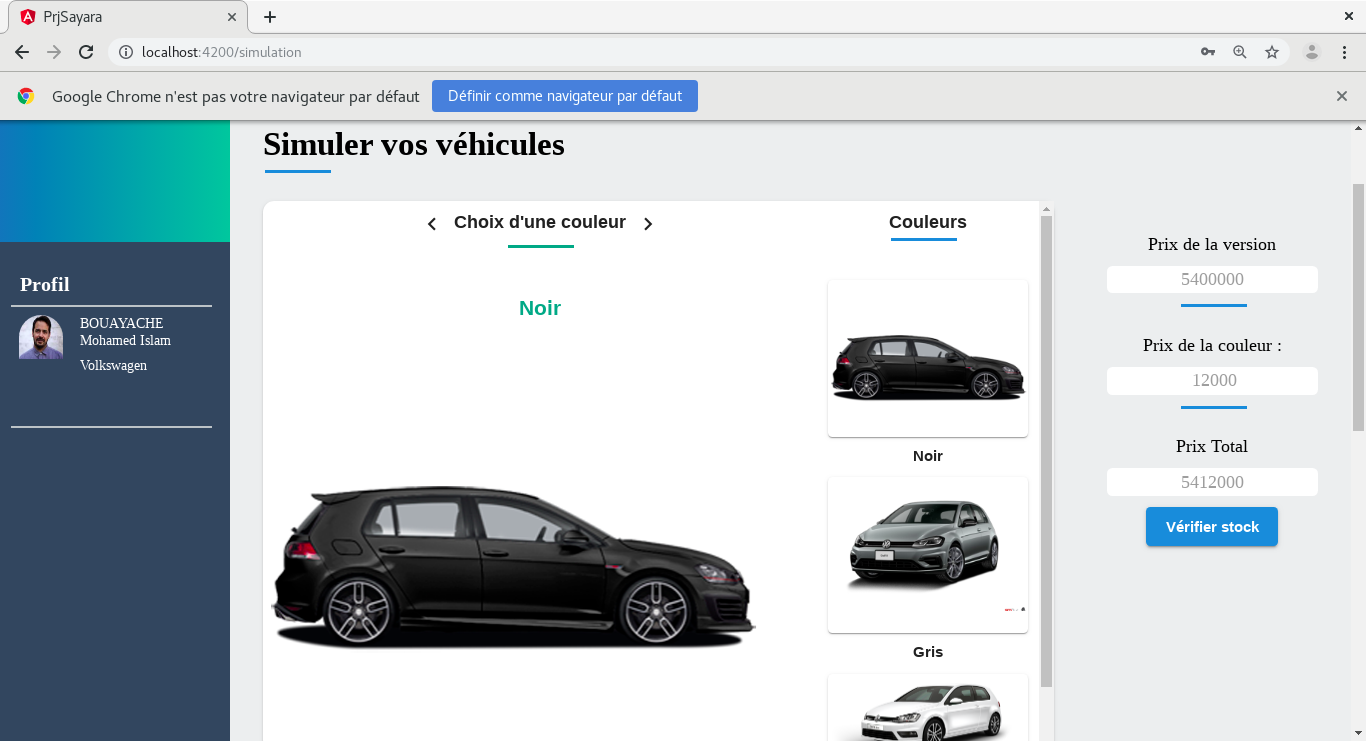 PrjSayara
localhost:4200/simulation
Google Chrome n'est pas votre navigateur par défaut
Définir comme navigateur par défaut
Profil
BOUAYACHE
Mohamed Islam
Volkswagen
Simuler vos véhicules
Choix d'une couleur
Noir
Couleurs
Noir
Gris
Prix de la version
5400000
Prix de la couleur :
12000
Prix Total
5412000
Vérifier stock